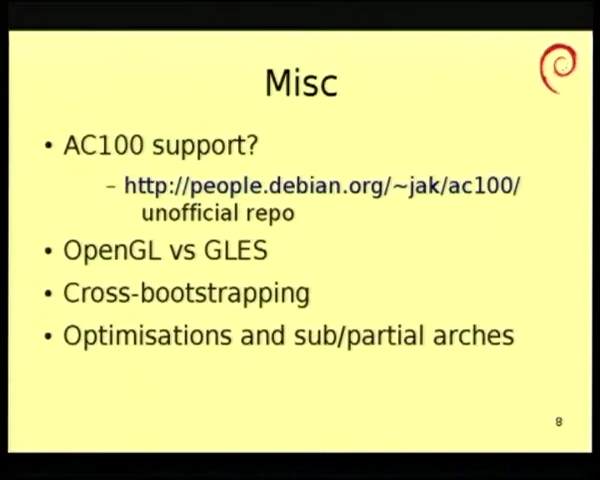 Misc
• AC100 support?
– http://people.debian.org/~jak/ac100/
unofficial repo
• OpenGL vs GLES
• Cross-bootstrapping
• Optimisations and sub/partial arches
8